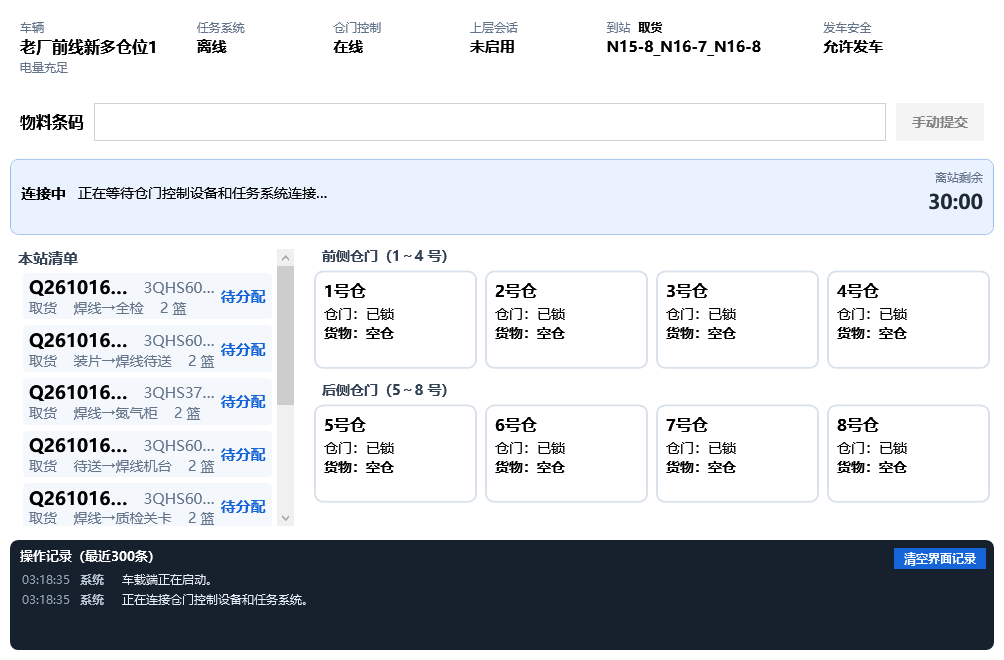 车辆
老厂前线新多仓位1
电量充足
任务系统
离线
仓门控制
在线
上层会话
未启用
到站 取货
N15-8_N16-7_N16-8
发车安全
允许发车
物料条码
手动提交
连接中 正在等待仓门控制设备和任务系统连接...
离站剩余
30:00
本站清单
Q261016... 3QHS60... 待分配
取货 焊线→全检 2 篮
Q261016... 3QHS60... 待分配
取货 装片→焊线待送 2 篮
Q261016... 3QHS37... 待分配
取货 焊线→氮气柜 2 篮
Q261016... 3QHS60... 待分配
取货 待送→焊线机台 2 篮
Q261016... 3QHS60... 待分配
取货 焊线→质检关卡 2 篮
前侧仓门（1~4 号）
1号仓
仓门：已锁
货物：空仓
2号仓
仓门：已锁
货物：空仓
3号仓
仓门：已锁
货物：空仓
4号仓
仓门：已锁
货物：空仓
后侧仓门（5~8 号）
5号仓
仓门：已锁
货物：空仓
6号仓
仓门：已锁
货物：空仓
7号仓
仓门：已锁
货物：空仓
8号仓
仓门：已锁
货物：空仓
操作记录（最近300条）
清空界面记录
03:18:35 系统 车载端正在启动。
03:18:35 系统 正在连接仓门控制设备和任务系统。